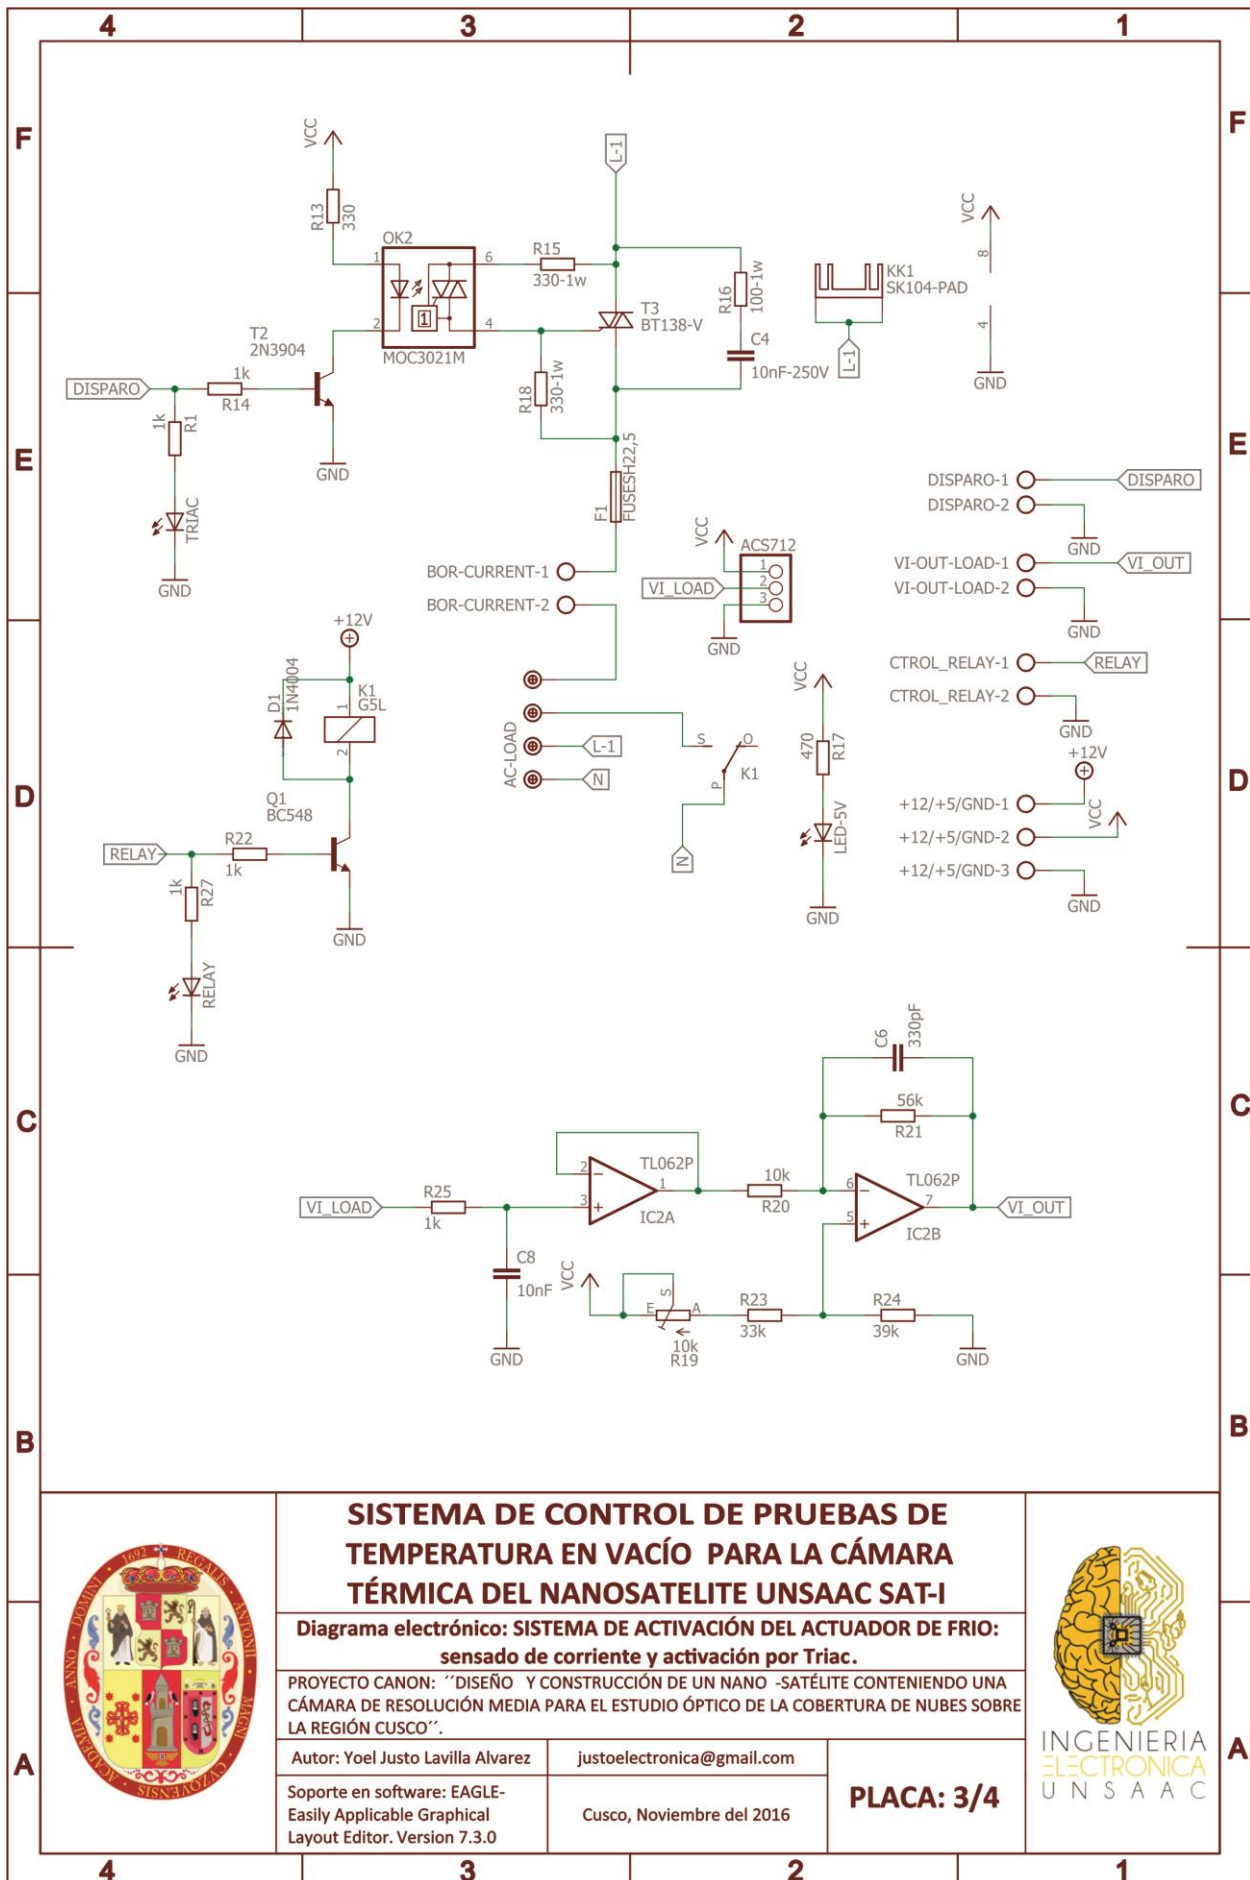 4
3
2
1
F
F
E
E
D
D
C
C
B
B
A
A
VCC
R13
330
OK2
1
6
2
4
1
MOC3021M
T2
2N3904
DISPARO
1k
R14
1k
R1
TRIAC
GND
GND
L-1
R15
330-1w
R16
100-1w
T3
BT138-V
C4
10nF-250V
R18
330-1w
F1
FUSESH22,5
KK1
SK104-PAD
L-1
VCC
8
4
GND
BOR-CURRENT-1
BOR-CURRENT-2
VCC
ACS712
1
2
3
VI_LOAD
GND
DISPARO-1
DISPARO
DISPARO-2
GND
VI-OUT-LOAD-1
VI_OUT
VI-OUT-LOAD-2
GND
CTROL_RELAY-1
RELAY
CTROL_RELAY-2
GND
+12V
+12/+5/GND-1
VCC
+12/+5/GND-2
+12/+5/GND-3
GND
+12V
D1
1N4004
K1
G5L
1
2
Q1
BC548
RELAY
R22
1k
1k
R27
RELAY
GND
GND
AC-LOAD
L-1
N
S
O
P
K1
N
VCC
470
R17
LED-5V
GND
C6
330pF
56k
R21
TL062P
2
3
1
IC2A
10k
R20
TL062P
6
5
7
IC2B
VI_OUT
VI_LOAD
R25
1k
C8
10nF
GND
VCC
S
E
A
10k
R19
R23
33k
R24
39k
GND
SISTEMA DE CONTROL DE PRUEBAS DE
TEMPERATURA EN VACÍO PARA LA CÁMARA
TÉRMICA DEL NANOSATELITE UNSAAC SAT-I
Diagrama electrónico: SISTEMA DE ACTIVACIÓN DEL ACTUADOR DE FRIO:
sensado de corriente y activación por Triac.
PROYECTO CANON: ´´DISEÑO Y CONSTRUCCIÓN DE UN NANO -SATÉLITE CONTENIENDO UNA
CÁMARA DE RESOLUCIÓN MEDIA PARA EL ESTUDIO ÓPTICO DE LA COBERTURA DE NUBES SOBRE
LA REGIÓN CUSCO´´.
Autor: Yoel Justo Lavilla Alvarez
justoelectronica@gmail.com
Soporte en software: EAGLE-
Easily Applicable Graphical
Layout Editor. Version 7.3.0
Cusco, Noviembre del 2016
PLACA: 3/4
1692 REGALIS ANTONII MAGNI CVZQVENSIS ACADEMIA ANNO DOMINI
INGENIERIA
ELECTRONICA
UNSAAC
4
3
2
1